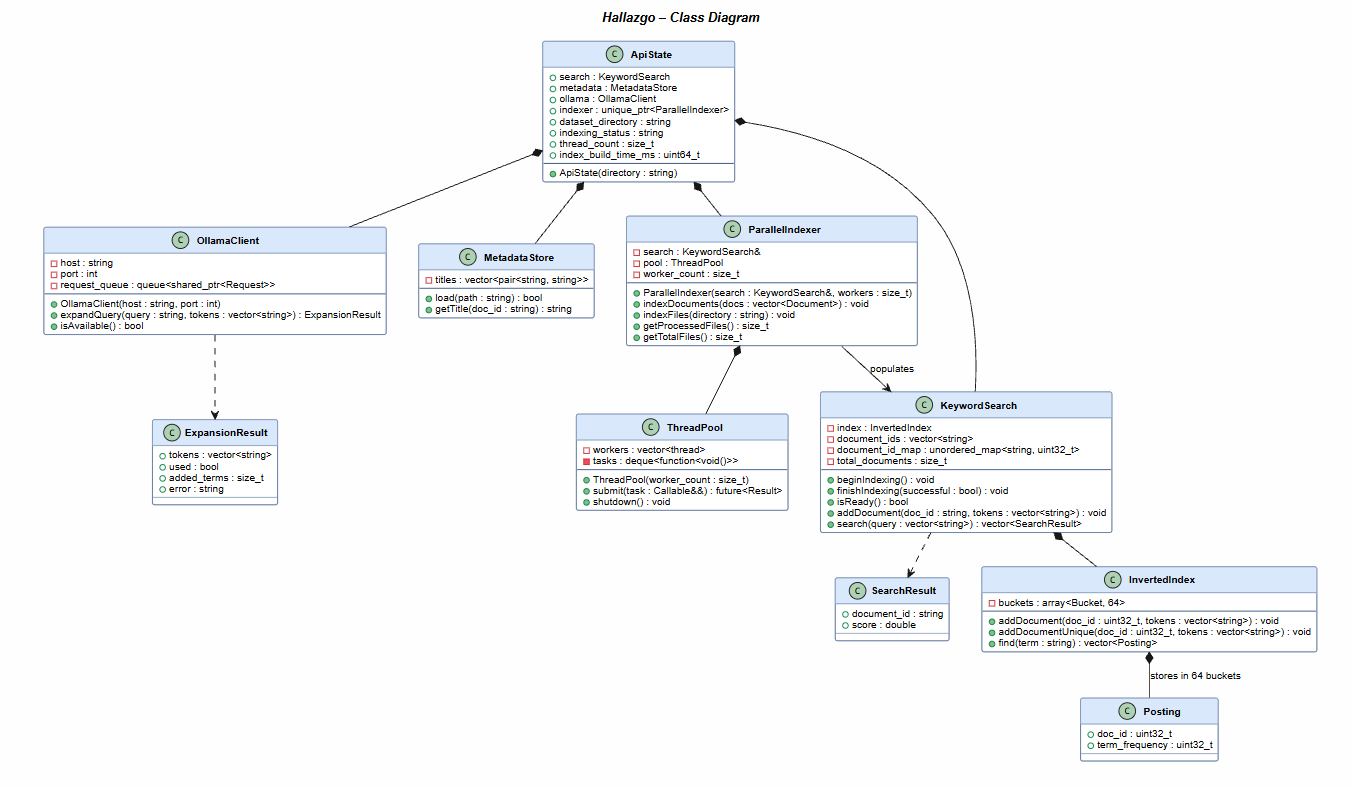 Hallazgo – Class Diagram
C ApiState
search : KeywordSearch
metadata : MetadataStore
ollama : OllamaClient
indexer : unique_ptr<ParallelIndexer>
dataset_directory : string
indexing_status : string
thread_count : size_t
index_build_time_ms : uint64_t
ApiState(directory : string)
C OllamaClient
host : string
port : int
request_queue : queue<shared_ptr<Request>>
OllamaClient(host : string, port : int)
expandQuery(query : string, tokens : vector<string>) : ExpansionResult
isAvailable() : bool
C MetadataStore
titles : vector<pair<string, string>>
load(path : string) : bool
getTitle(doc_id : string) : string
C ParallelIndexer
search : KeywordSearch&
pool : ThreadPool
worker_count : size_t
ParallelIndexer(search : KeywordSearch&, workers : size_t)
indexDocuments(docs : vector<Document>) : void
indexFiles(directory : string) : void
getProcessedFiles() : size_t
getTotalFiles() : size_t
populates
C ExpansionResult
tokens : vector<string>
used : bool
added_terms : size_t
error : string
C ThreadPool
workers : vector<thread>
tasks : deque<function<void()>>
ThreadPool(worker_count : size_t)
submit(task : Callable&&) : future<Result>
shutdown() : void
C KeywordSearch
index : InvertedIndex
document_ids : vector<string>
document_id_map : unordered_map<string, uint32_t>
total_documents : size_t
beginIndexing() : void
finishIndexing(successful : bool) : void
isReady() : bool
addDocument(doc_id : string, tokens : vector<string>) : void
search(query : vector<string>) : vector<SearchResult>
C SearchResult
document_id : string
score : double
C InvertedIndex
buckets : array<Bucket, 64>
addDocument(doc_id : uint32_t, tokens : vector<string>) : void
addDocumentUnique(doc_id : uint32_t, tokens : vector<string>) : void
find(term : string) : vector<Posting>
stores in 64 buckets
C Posting
doc_id : uint32_t
term_frequency : uint32_t